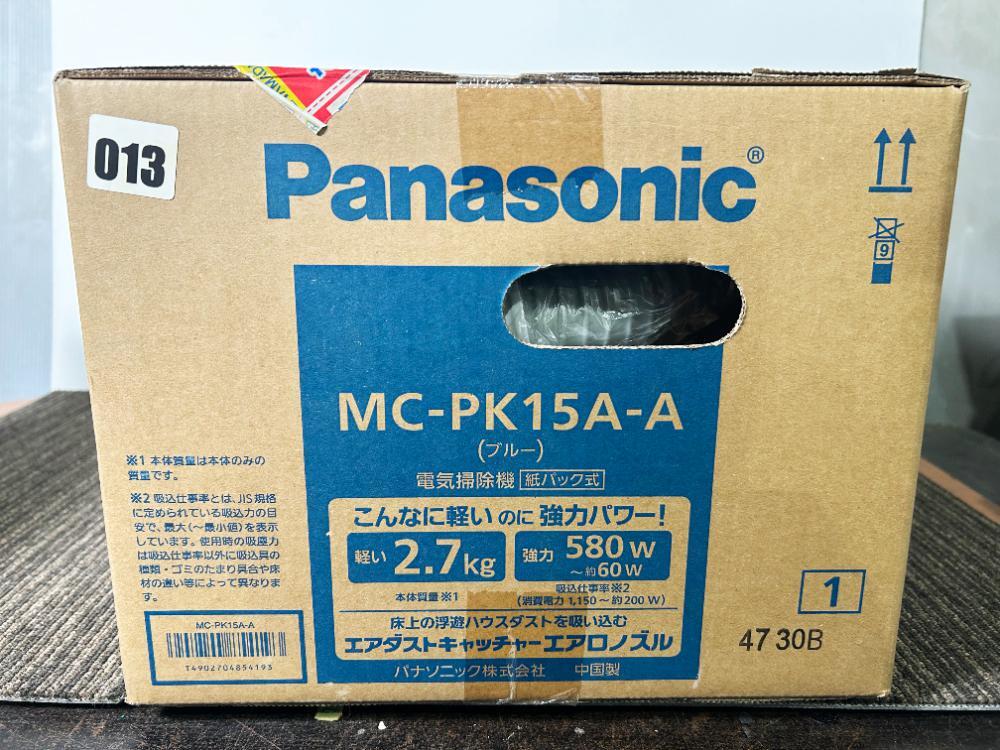 YAMADA
013
Panasonic®
9
MC-PK15A-A
(ブルー)
電気掃除機 紙パック式
こんなに軽いのに強力パワー!
軽い 2.7kg
本体質量※1
強力 580W
～約60W
吸込仕事率※2
(消費電力1,150～約200W)
床上の浮遊ハウスダストを吸い込む
エアダストキャッチャーエアロノズル
パナソニック株式会社 中国製
※1 本体質量は本体のみの
質量です。
※2 吸込仕事率とは、JIS規格
に定められている吸込力の目
安で、最大(～最小値)を表示
しています。使用時の吸塵力
は吸込仕事率以外に吸込具の
種類・ゴミのたまり具合や床
材の違い等によって異なりま
す。
MC-PK15A-A
T4902704854193
1
47 30B